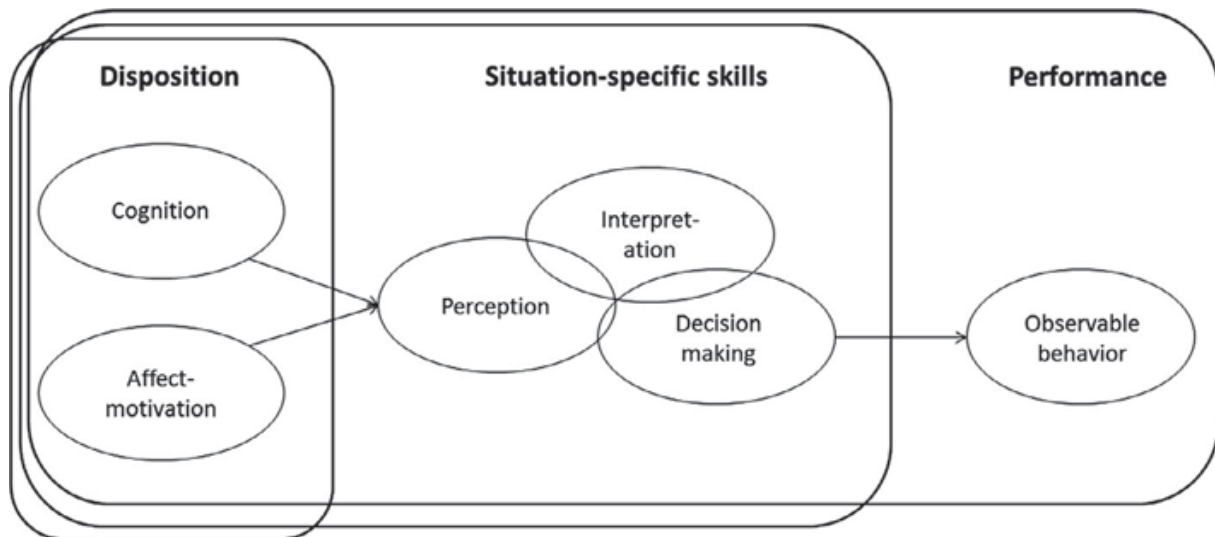 Disposition
Situation-specific skills
Performance
Cognition
Affect-
motivation
Perception
Interpret-
ation
Decision
making
Observable
behavior